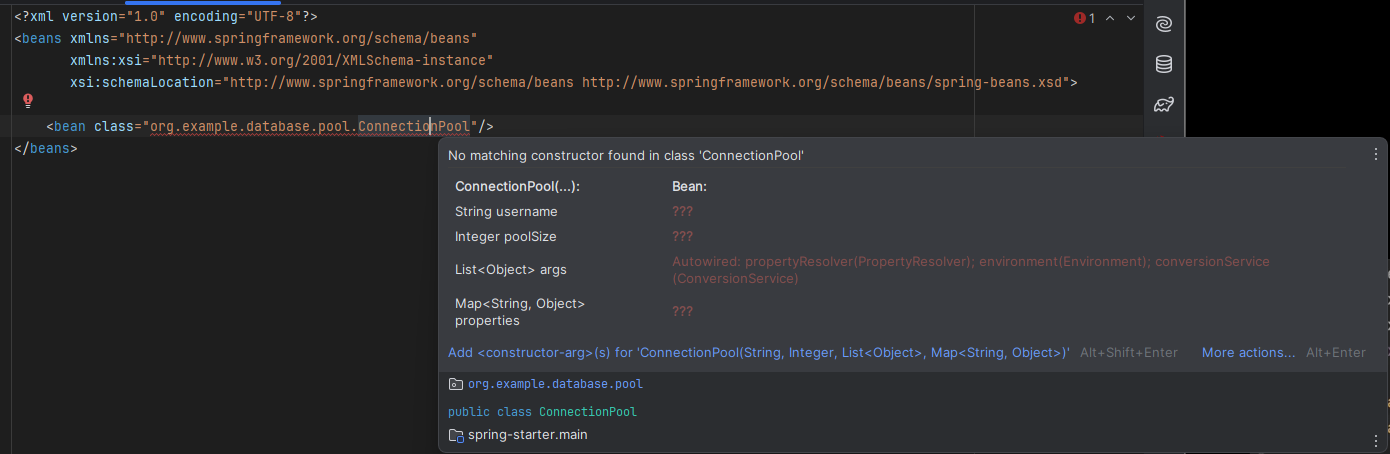 <?xml version="1.0" encoding="UTF-8"?>
1
<beans xmlns="http://www.springframework.org/schema/beans"
xmlns:xsi="http://www.w3.org/2001/XMLSchema-instance"
xsi:schemaLocation="http://www.springframework.org/schema/beans http://www.springframework.org/schema/beans/spring-beans.xsd">
<bean class="org.example.database.pool.ConnectionPool"/>
</beans>
No matching constructor found in class 'ConnectionPool'
ConnectionPool(...): Bean:
String username ???
Integer poolSize ???
List<Object> args Autowired: propertyResolver(PropertyResolver); environment(Environment); conversionService
(ConversionService)
Map<String, Object>
properties ???
Add <constructor-arg>(s) for 'ConnectionPool(String, Integer, List<Object>, Map<String, Object>)' Alt+Shift+Enter More actions... Alt+Enter
org.example.database.pool
public class ConnectionPool
spring-starter.main